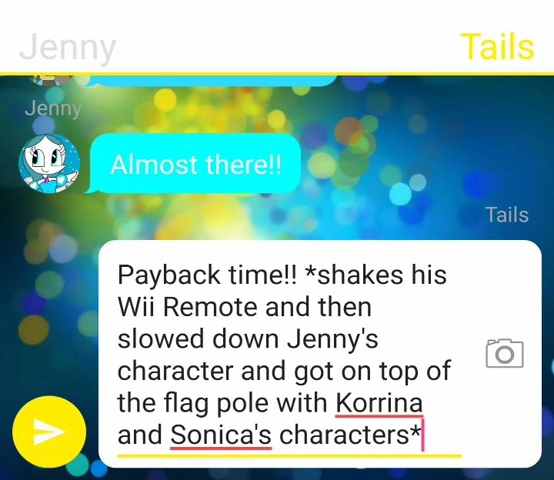 Jenny
Tails
Jenny
Almost there!!
Tails
Payback time!! *shakes his
Wii Remote and then
slowed down Jenny's
character and got on top of
the flag pole with Korrina
and Sonica's characters*